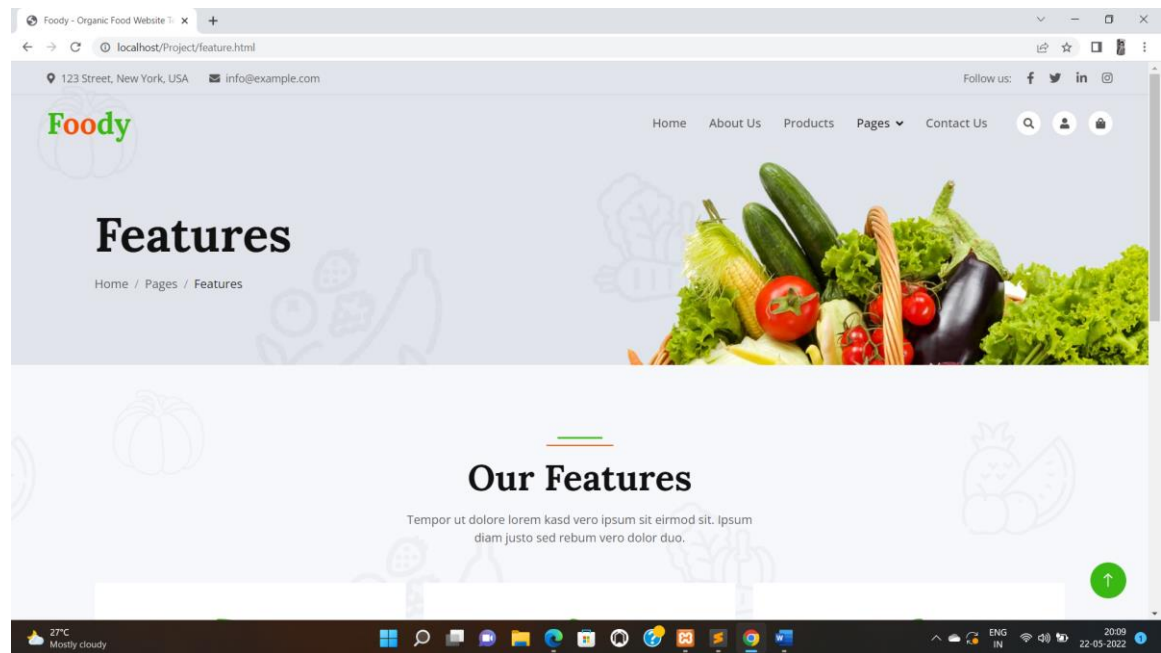 Foody - Organic Food Website T
localhost/Project/feature.html
123 Street, New York, USA info@example.com Follow us:
Foody Home About Us Products Pages Contact Us
Features
Home / Pages / Features
Our Features
Tempor ut dolore lorem kasd vero ipsum sit eirmod sit. Ipsum
diam justo sed rebum vero dolor duo.
27°C
Mostly cloudy
ENG
IN
20:09
22-05-2022
1